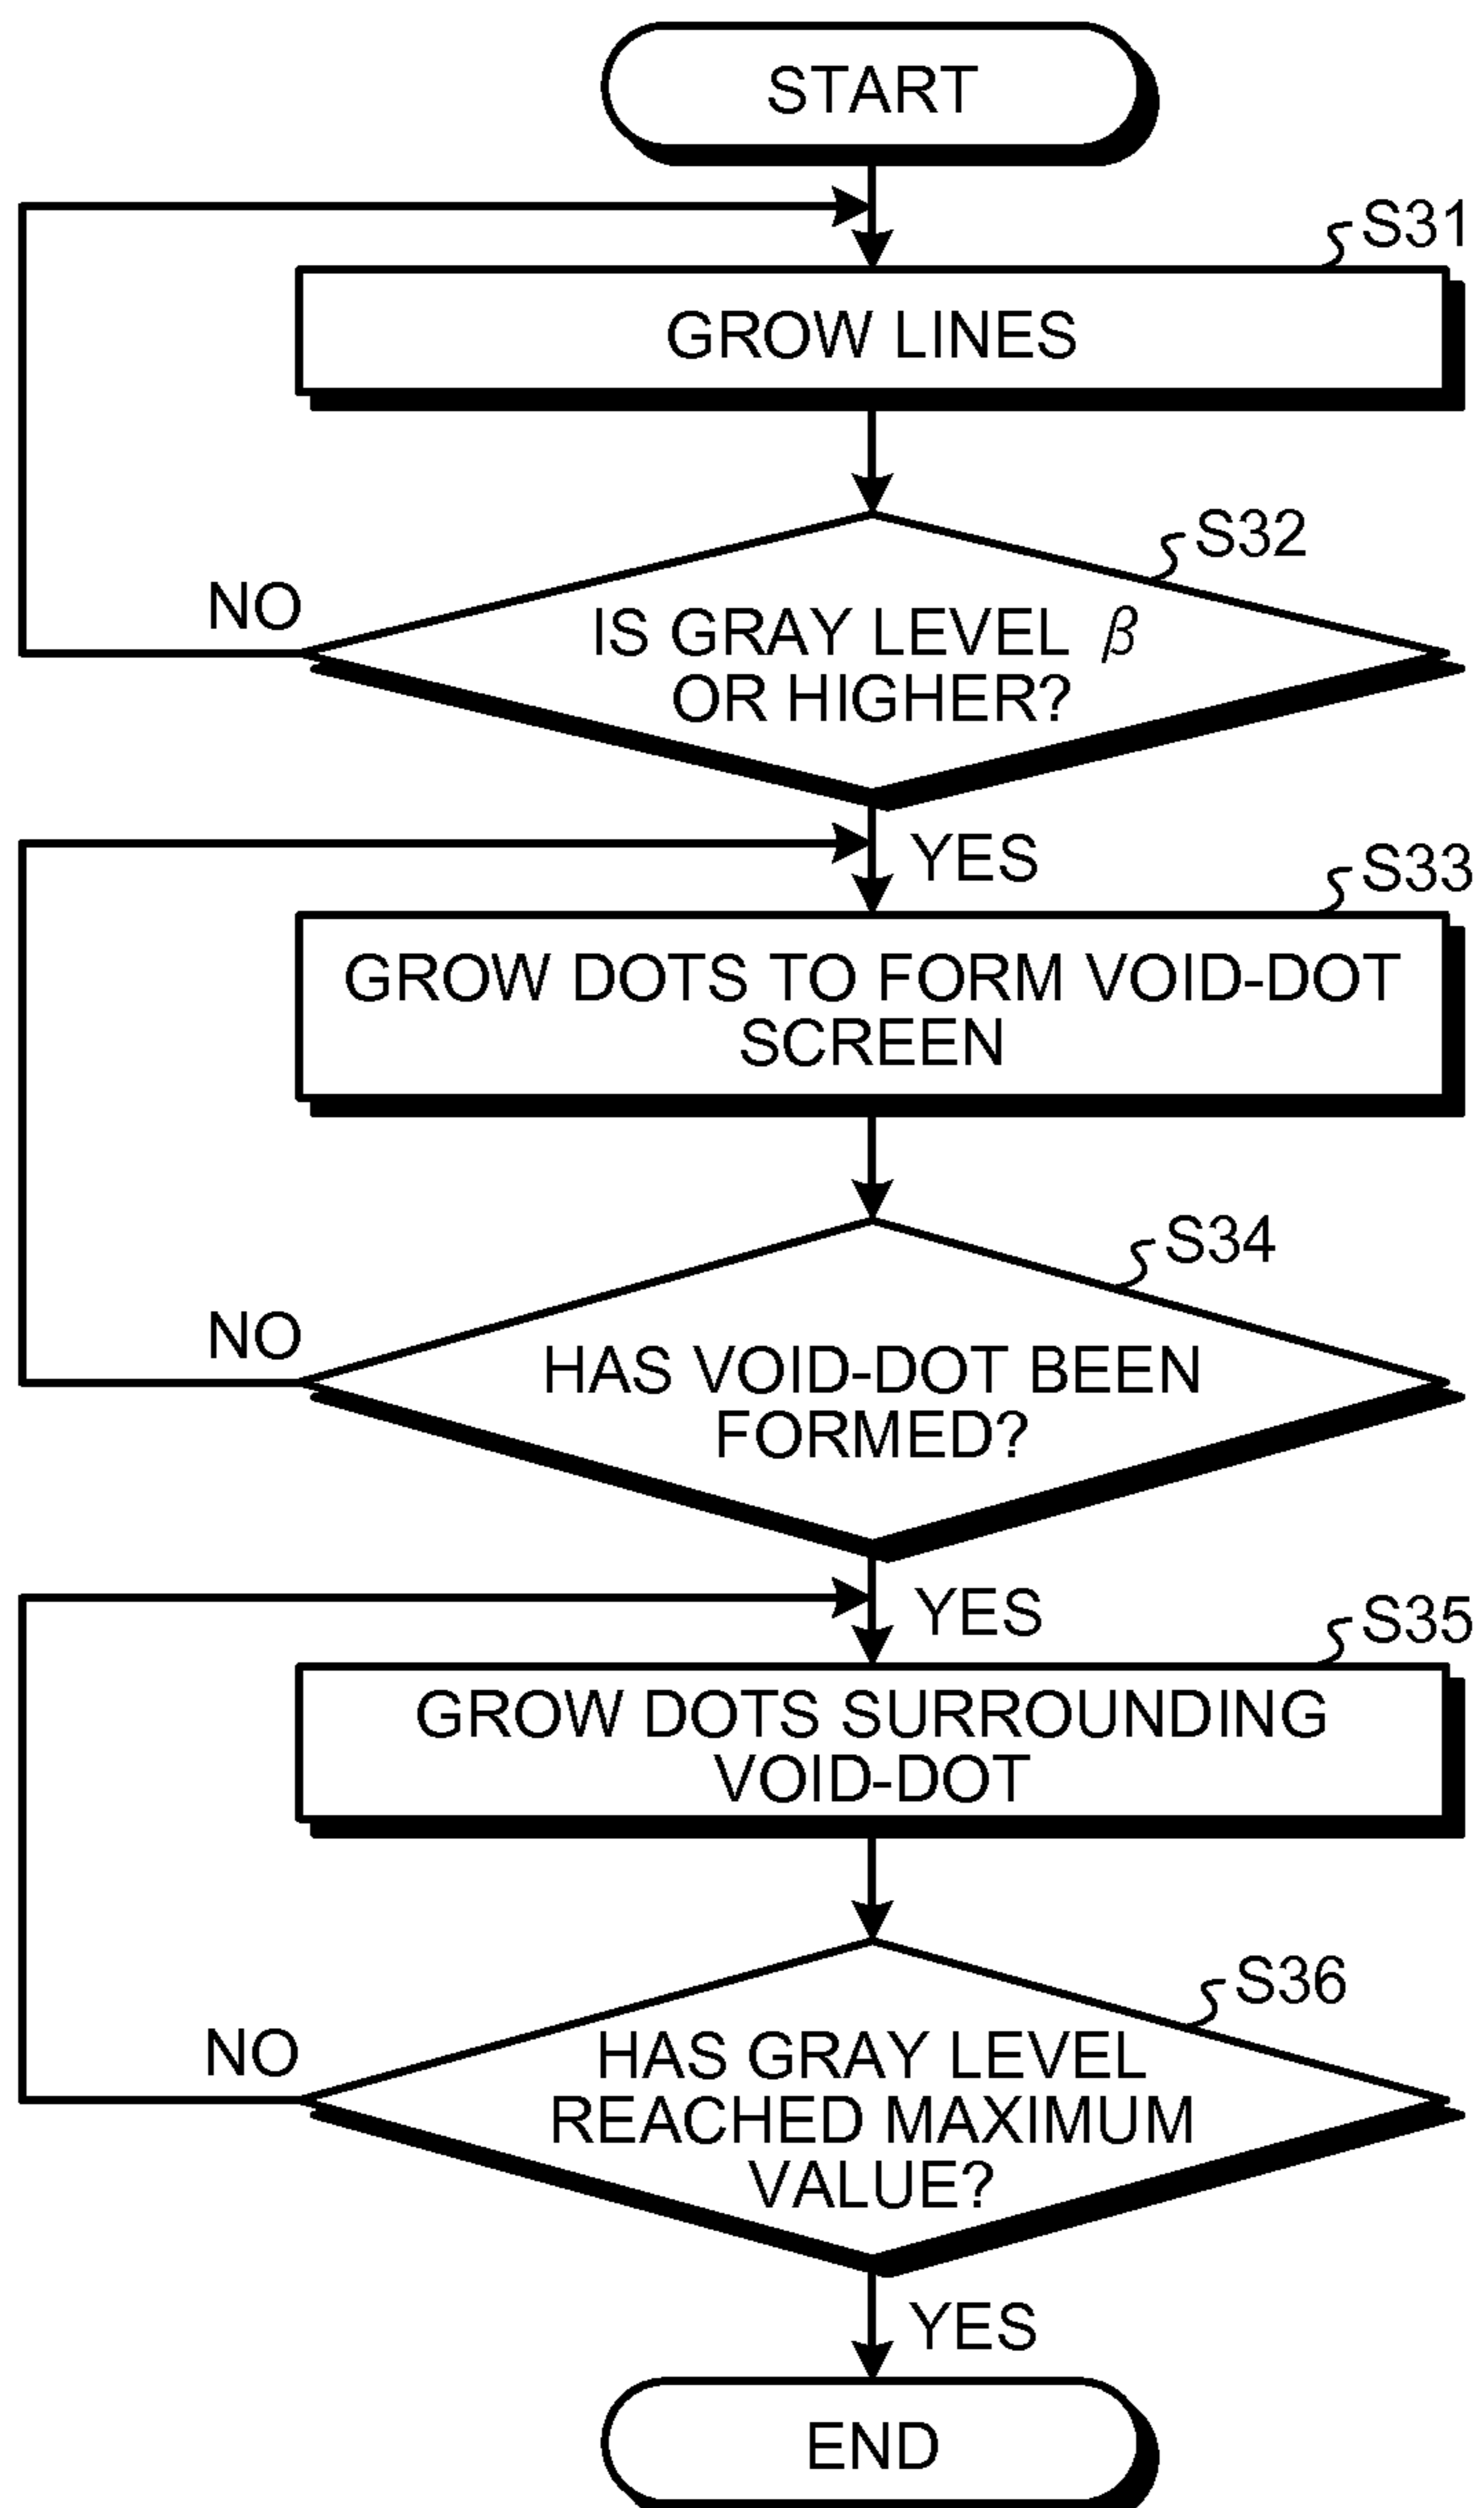 START
S31
GROW LINES
S32
NO
IS GRAY LEVEL β
OR HIGHER?
YES
S33
GROW DOTS TO FORM VOID-DOT
SCREEN
S34
NO
HAS VOID-DOT BEEN
FORMED?
YES
S35
GROW DOTS SURROUNDING
VOID-DOT
S36
NO
HAS GRAY LEVEL
REACHED MAXIMUM
VALUE?
YES
END